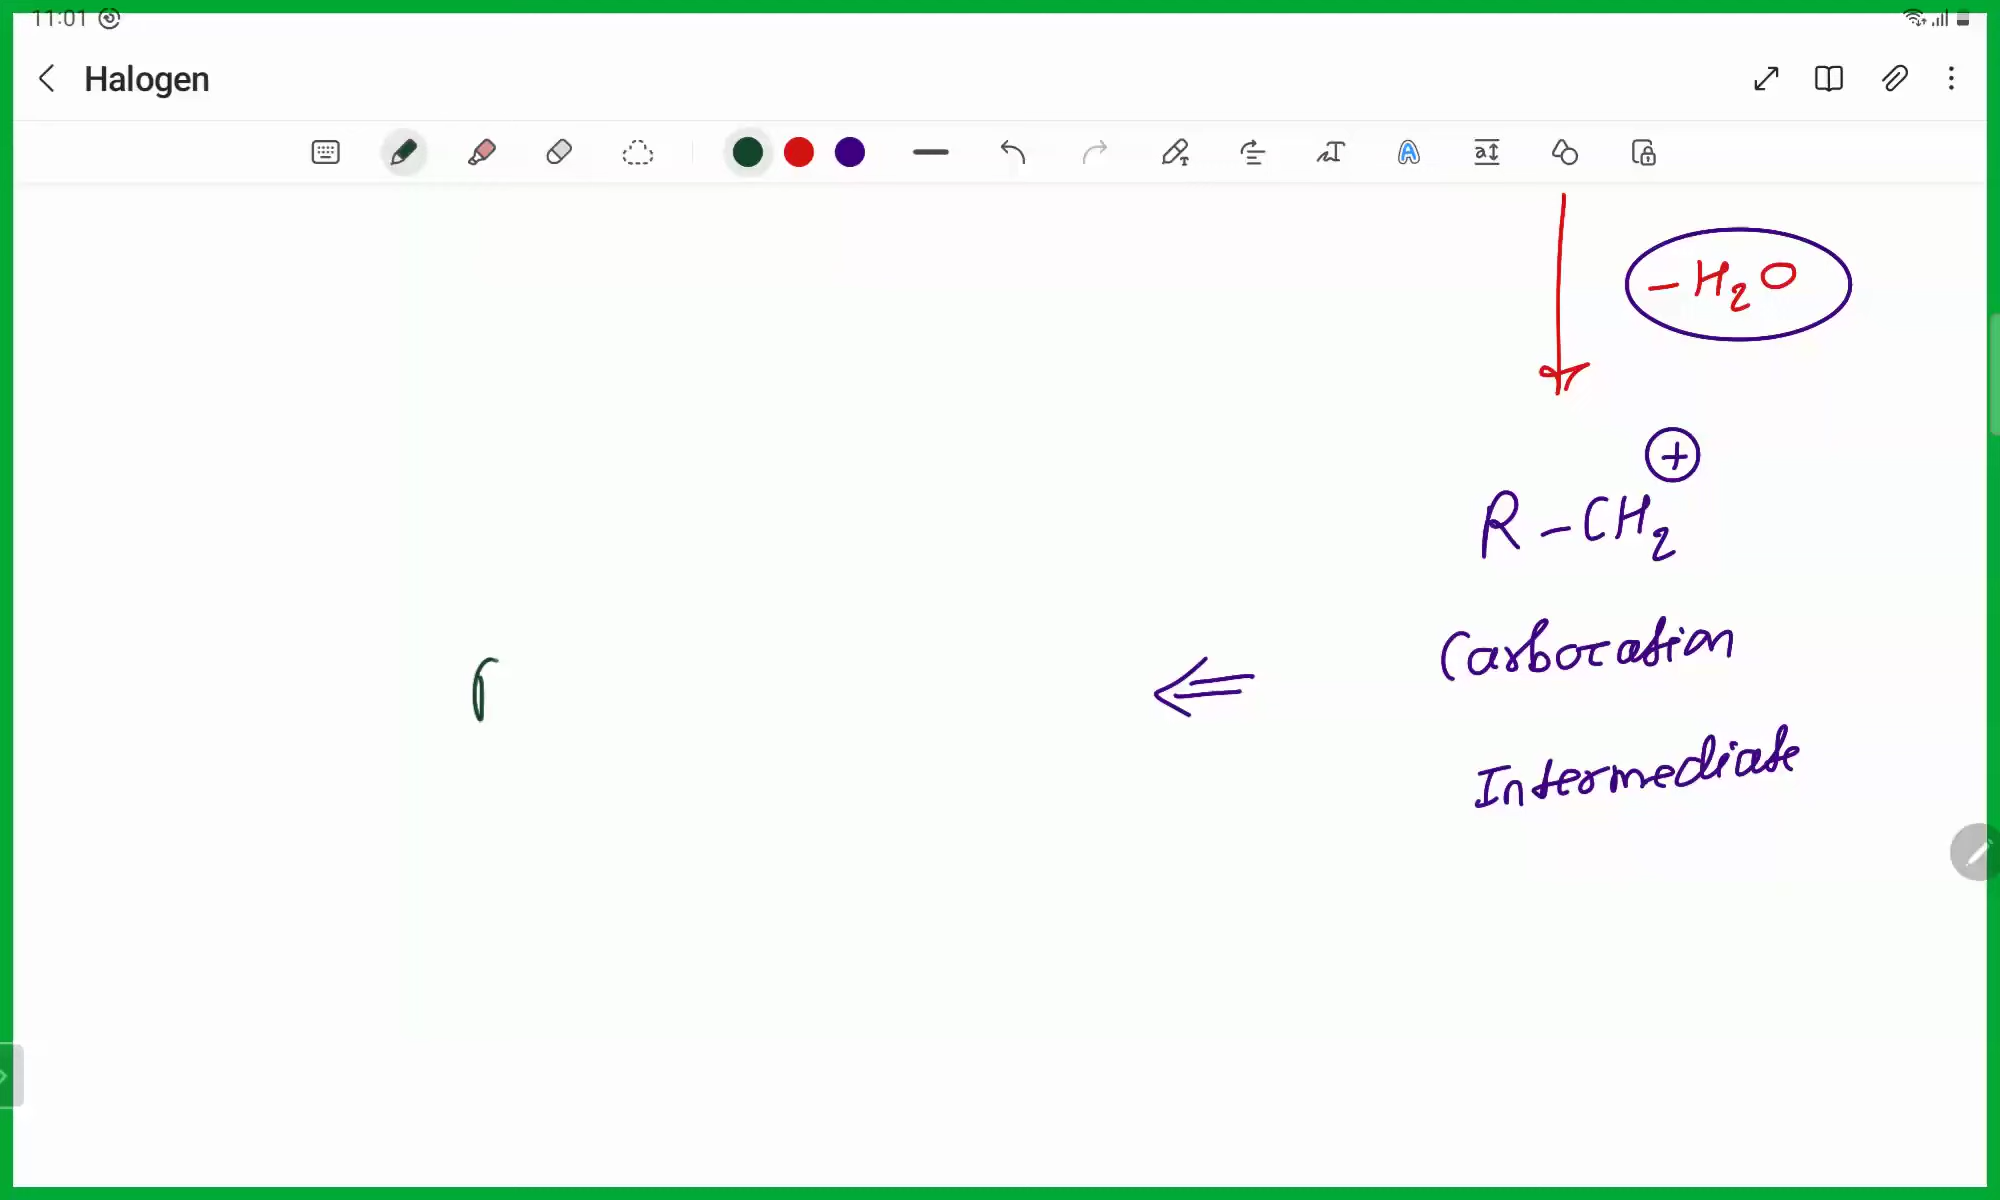 11:01
Halogen
- H₂O
+
R - CH₂
Carbocation
Intermediate